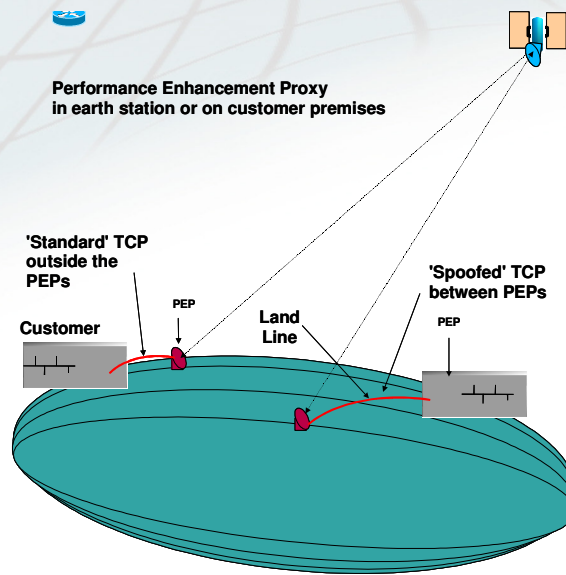 Performance Enhancement Proxy
in earth station or on customer premises
'Standard' TCP
outside the
PEPs
'Spoofed' TCP
between PEPs
PEP
Land
Line
PEP
Customer